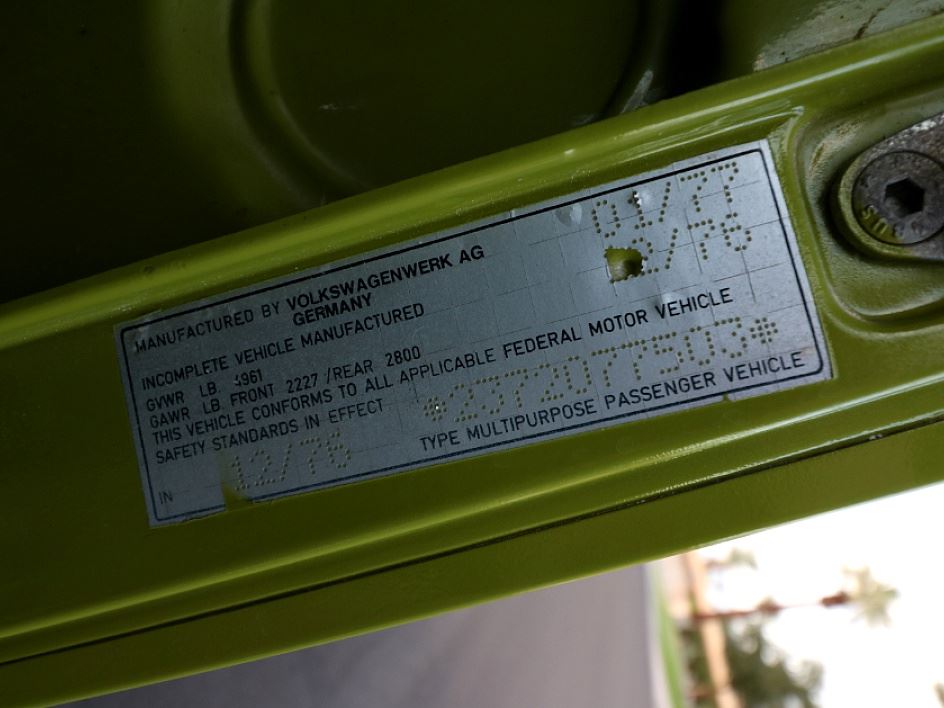 MANUFACTURED BY VOLKSWAGENWERK AG
GERMANY
01/77
INCOMPLETE VEHICLE MANUFACTURED
12/76
GVWR LB. 4961
GAWR LB. FRONT 2227 / REAR 2800
THIS VEHICLE CONFORMS TO ALL APPLICABLE FEDERAL MOTOR VEHICLE
SAFETY STANDARDS IN EFFECT
*2372077503*
IN 12/76
TYPE MULTIPURPOSE PASSENGER VEHICLE